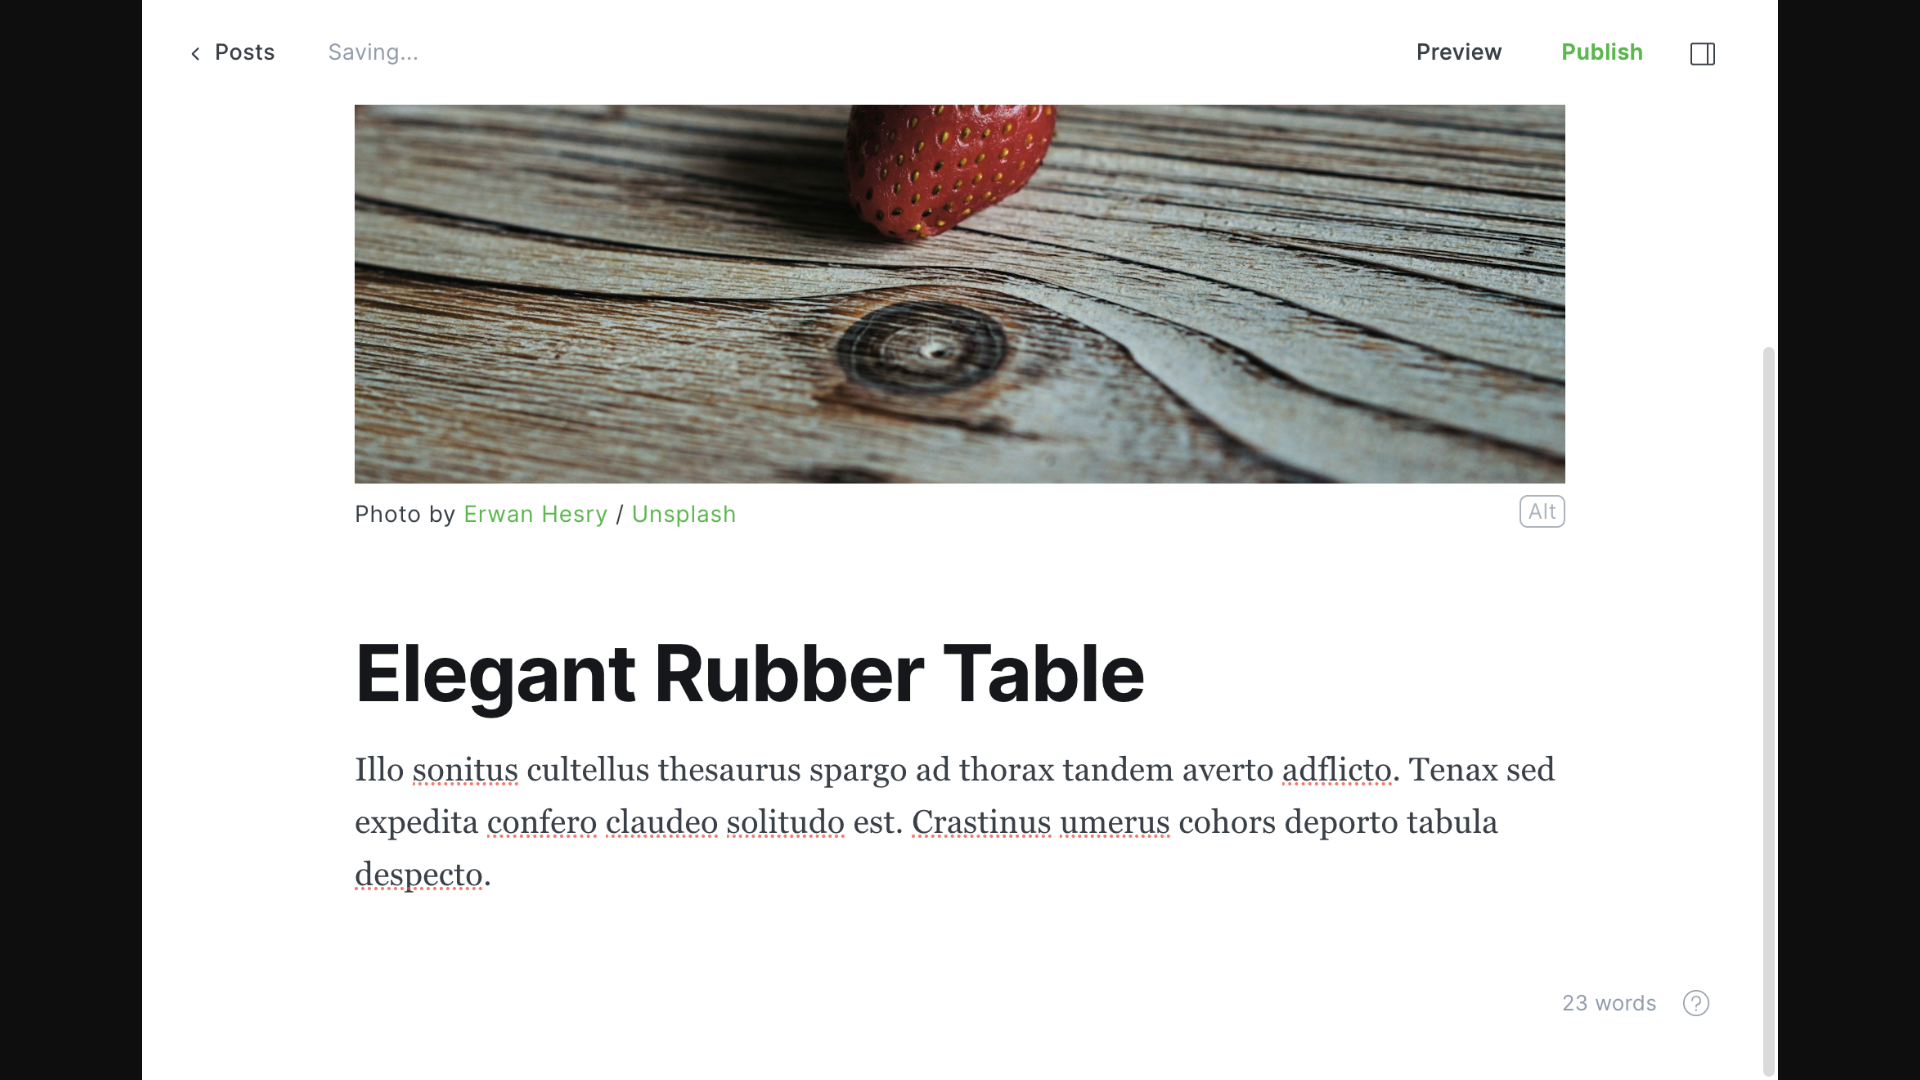 Posts Saving... Preview Publish
Photo by Erwan Hesry / Unsplash Alt
Elegant Rubber Table
Illo sonitus cultellus thesaurus spargo ad thorax tandem averto adflicto. Tenax sed
expedita confero claudeo solitudo est. Crastinus umerus cohors deporto tabula
despecto.
23 words ?